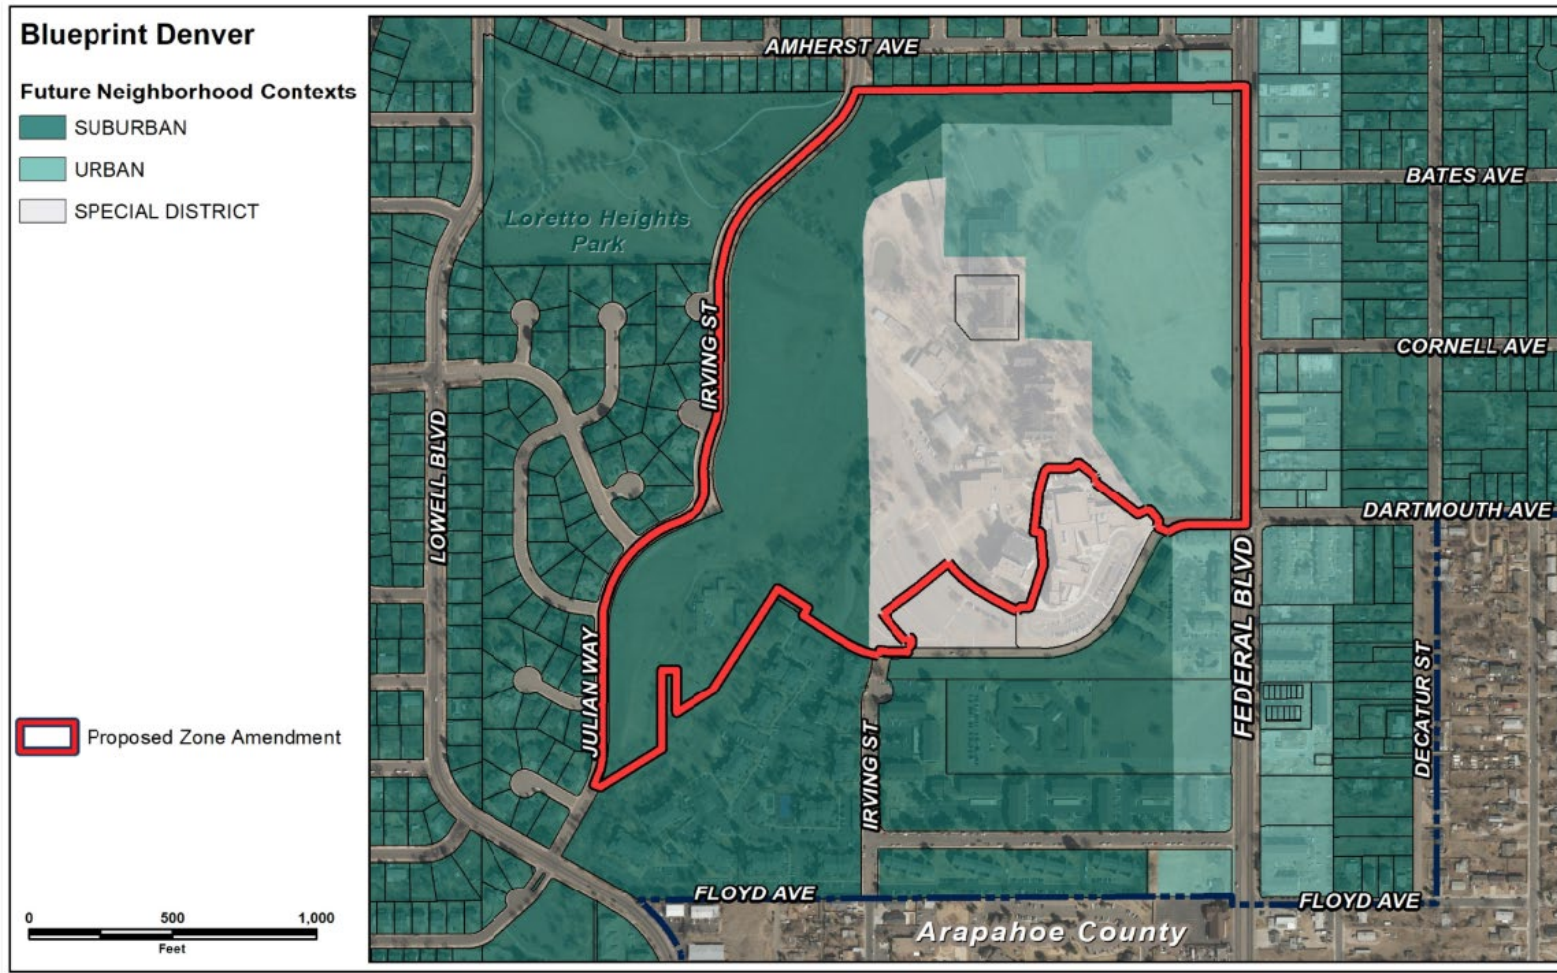 Blueprint Denver
Future Neighborhood Contexts
SUBURBAN
URBAN
SPECIAL DISTRICT
Proposed Zone Amendment
0 500 1,000
Feet
AMHERST AVE
BATES AVE
Loretto Heights
Park
IRVING ST
CORNELL AVE
LOWELL BLVD
DARTMOUTH AVE
FEDERAL BLVD
JULIAN WAY
DECATUR ST
IRVING ST
FLOYD AVE
FLOYD AVE
Arapahoe County